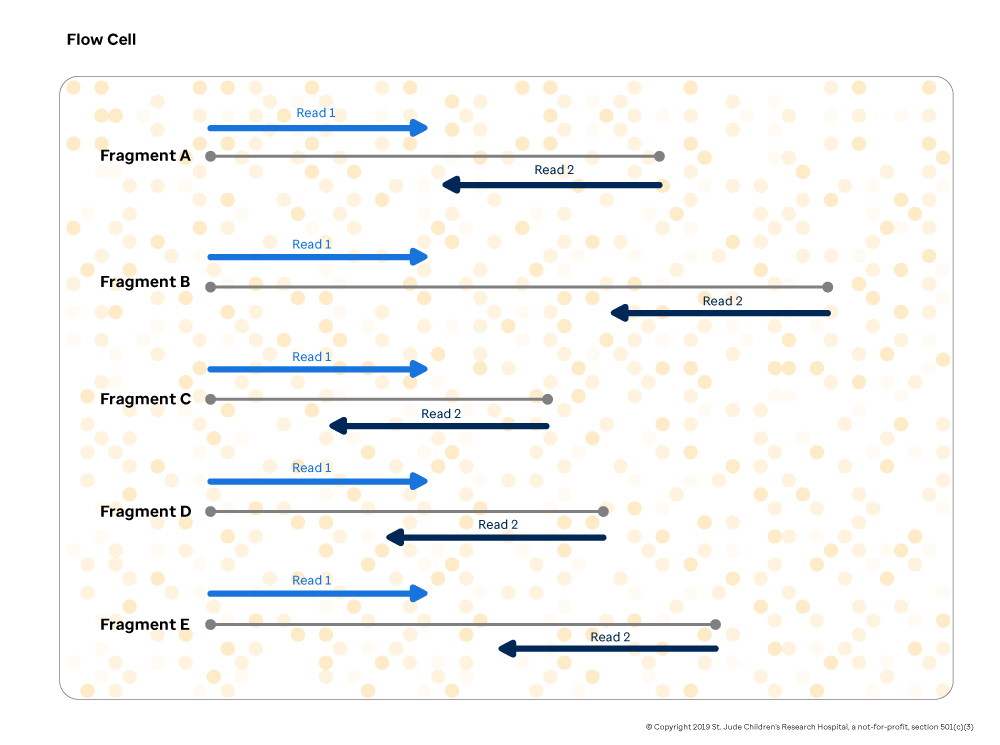 Flow Cell
Read 1
Fragment A
Read 2
Read 1
Fragment B
Read 2
Read 1
Fragment C
Read 2
Read 1
Fragment D
Read 2
Read 1
Fragment E
Read 2
© Copyright 2019 St. Jude Children's Research Hospital, a not-for-profit, section 501(c)(3)